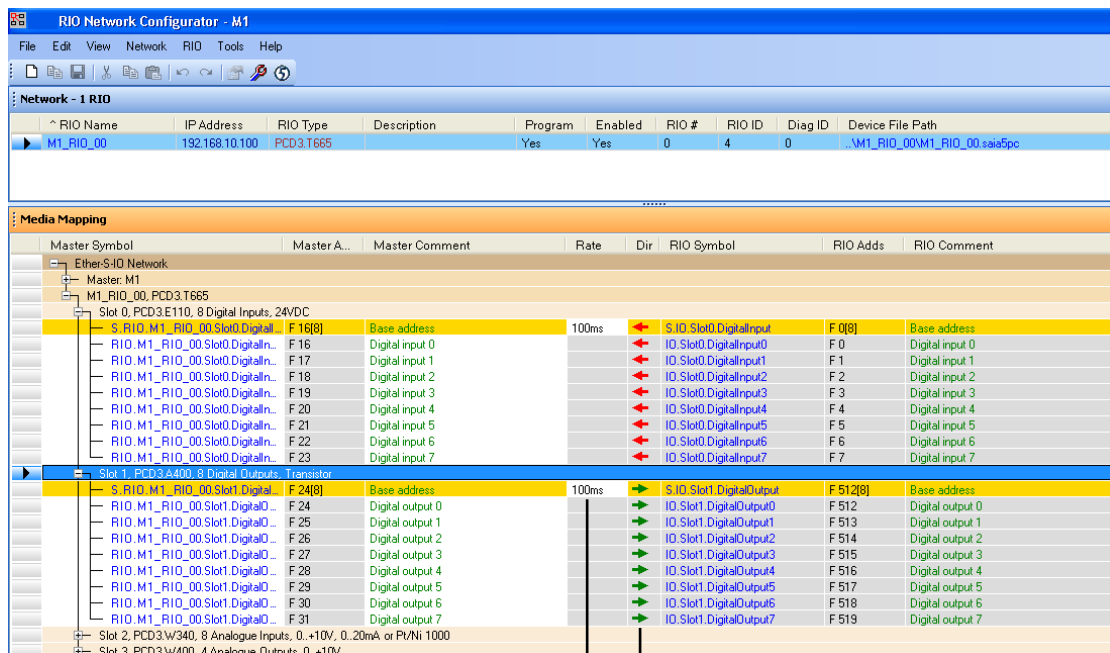 RIO Network Configurator - M1
File Edit View Network RIO Tools Help
Network - 1 RIO
^ RIO Name IP Address RIO Type Description Program Enabled RIO # RIO ID Diag ID Device File Path
M1_RIO_00 192.168.10.100 PCD3.T665 Yes Yes 0 4 0 ..\M1_RIO_00\M1_RIO_00.saia5pc
Media Mapping
Master Symbol Master A... Master Comment Rate Dir RIO Symbol RIO Adds RIO Comment
Ether-S-IO Network
Master: M1
M1_RIO_00, PCD3.T665
Slot 0, PCD3.E110, 8 Digital Inputs, 24VDC
S.RIO.M1_RIO_00.Slot0.DigitalI... F 16[8] Base address 100ms S.IO.Slot0.DigitalInput F 0[8] Base address
RIO.M1_RIO_00.Slot0.DigitalIn... F 16 Digital input 0 IO.Slot0.DigitalInput0 F 0 Digital input 0
RIO.M1_RIO_00.Slot0.DigitalIn... F 17 Digital input 1 IO.Slot0.DigitalInput1 F 1 Digital input 1
RIO.M1_RIO_00.Slot0.DigitalIn... F 18 Digital input 2 IO.Slot0.DigitalInput2 F 2 Digital input 2
RIO.M1_RIO_00.Slot0.DigitalIn... F 19 Digital input 3 IO.Slot0.DigitalInput3 F 3 Digital input 3
RIO.M1_RIO_00.Slot0.DigitalIn... F 20 Digital input 4 IO.Slot0.DigitalInput4 F 4 Digital input 4
RIO.M1_RIO_00.Slot0.DigitalIn... F 21 Digital input 5 IO.Slot0.DigitalInput5 F 5 Digital input 5
RIO.M1_RIO_00.Slot0.DigitalIn... F 22 Digital input 6 IO.Slot0.DigitalInput6 F 6 Digital input 6
RIO.M1_RIO_00.Slot0.DigitalIn... F 23 Digital input 7 IO.Slot0.DigitalInput7 F 7 Digital input 7
Slot 1, PCD3.A400, 8 Digital Outputs, Transistor
S.RIO.M1_RIO_00.Slot1.Digital... F 24[8] Base address 100ms S.IO.Slot1.DigitalOutput F 512[8] Base address
RIO.M1_RIO_00.Slot1.DigitalO... F 24 Digital output 0 IO.Slot1.DigitalOutput0 F 512 Digital output 0
RIO.M1_RIO_00.Slot1.DigitalO... F 25 Digital output 1 IO.Slot1.DigitalOutput1 F 513 Digital output 1
RIO.M1_RIO_00.Slot1.DigitalO... F 26 Digital output 2 IO.Slot1.DigitalOutput2 F 514 Digital output 2
RIO.M1_RIO_00.Slot1.DigitalO... F 27 Digital output 3 IO.Slot1.DigitalOutput3 F 515 Digital output 3
RIO.M1_RIO_00.Slot1.DigitalO... F 28 Digital output 4 IO.Slot1.DigitalOutput4 F 516 Digital output 4
RIO.M1_RIO_00.Slot1.DigitalO... F 29 Digital output 5 IO.Slot1.DigitalOutput5 F 517 Digital output 5
RIO.M1_RIO_00.Slot1.DigitalO... F 30 Digital output 6 IO.Slot1.DigitalOutput6 F 518 Digital output 6
RIO.M1_RIO_00.Slot1.DigitalO... F 31 Digital output 7 IO.Slot1.DigitalOutput7 F 519 Digital output 7
Slot 2, PCD3.W340, 8 Analogue Inputs, 0..+10V, 0..20mA or Pt/Ni 1000
Slot 3, PCD3.W400, 4 Analogue Outputs, 0..+10V